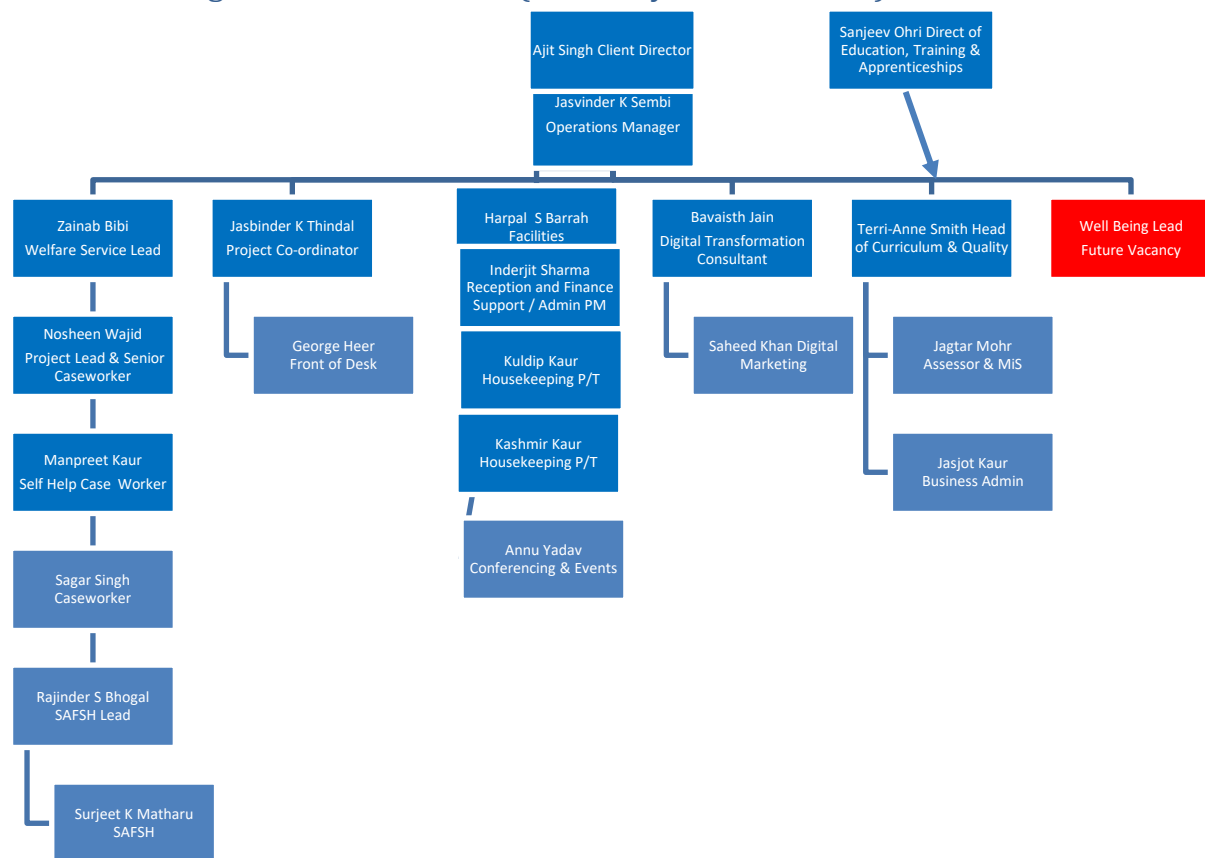 Ajit Singh Client Director
Sanjeev Ohri Direct of
Education, Training &
Apprenticeships
Jasvinder K Sembi
Operations Manager
Zainab Bibi
Welfare Service Lead
Jasbinder K Thindal
Project Co-ordinator
Harpal S Barrah
Facilities
Bavaisth Jain
Digital Transformation
Consultant
Terri-Anne Smith Head
of Curriculum & Quality
Well Being Lead
Future Vacancy
Inderjit Sharma
Reception and Finance
Support / Admin PM
Nosheen Wajid
Project Lead & Senior
Caseworker
George Heer
Front of Desk
Kuldip Kaur
Housekeeping P/T
Saheed Khan Digital
Marketing
Jagtar Mohr
Assessor & MiS
Manpreet Kaur
Self Help Case Worker
Kashmir Kaur
Housekeeping P/T
Jasjot Kaur
Business Admin
Annu Yadav
Conferencing & Events
Sagar Singh
Caseworker
Rajinder S Bhogal
SAFSH Lead
Surjeet K Matharu
SAFSH